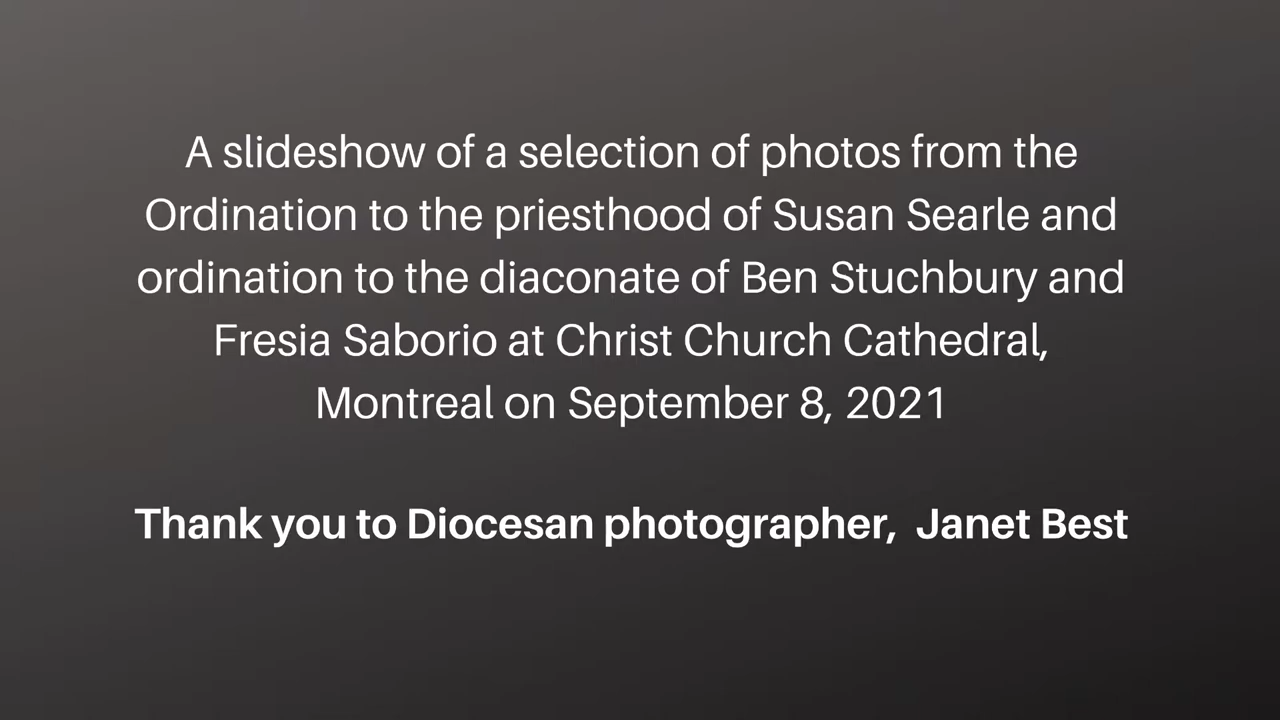 A slideshow of a selection of photos from the
Ordination to the priesthood of Susan Searle and
ordination to the diaconate of Ben Stuchbury and
Fresia Saborio at Christ Church Cathedral,
Montreal on September 8, 2021
Thank you to Diocesan photographer,  Janet Best